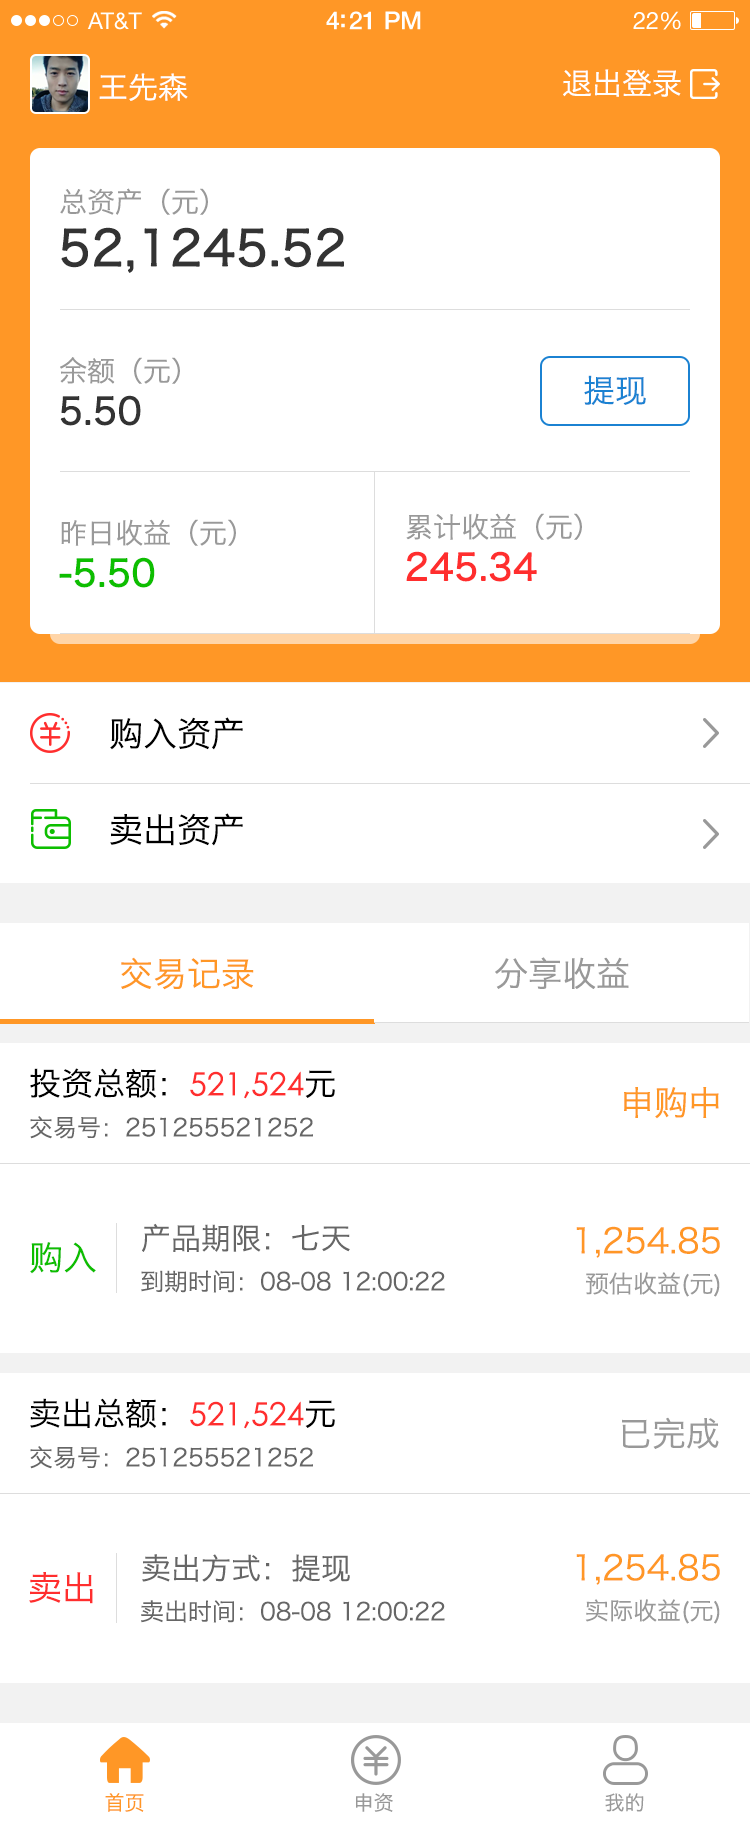 AT&T 4:21 PM 22%
王先森 退出登录
总资产（元）
52,1245.52
余额（元）
5.50
提现
昨日收益（元） 累计收益（元）
-5.50 245.34
购入资产
卖出资产
交易记录 分享收益
投资总额：521,524元
交易号：251255521252
申购中
购入
产品期限：七天
到期时间：08-08 12:00:22
1,254.85
预估收益(元)
卖出总额：521,524元
交易号：251255521252
已完成
卖出
卖出方式：提现
卖出时间：08-08 12:00:22
1,254.85
实际收益(元)
首页 申资 我的